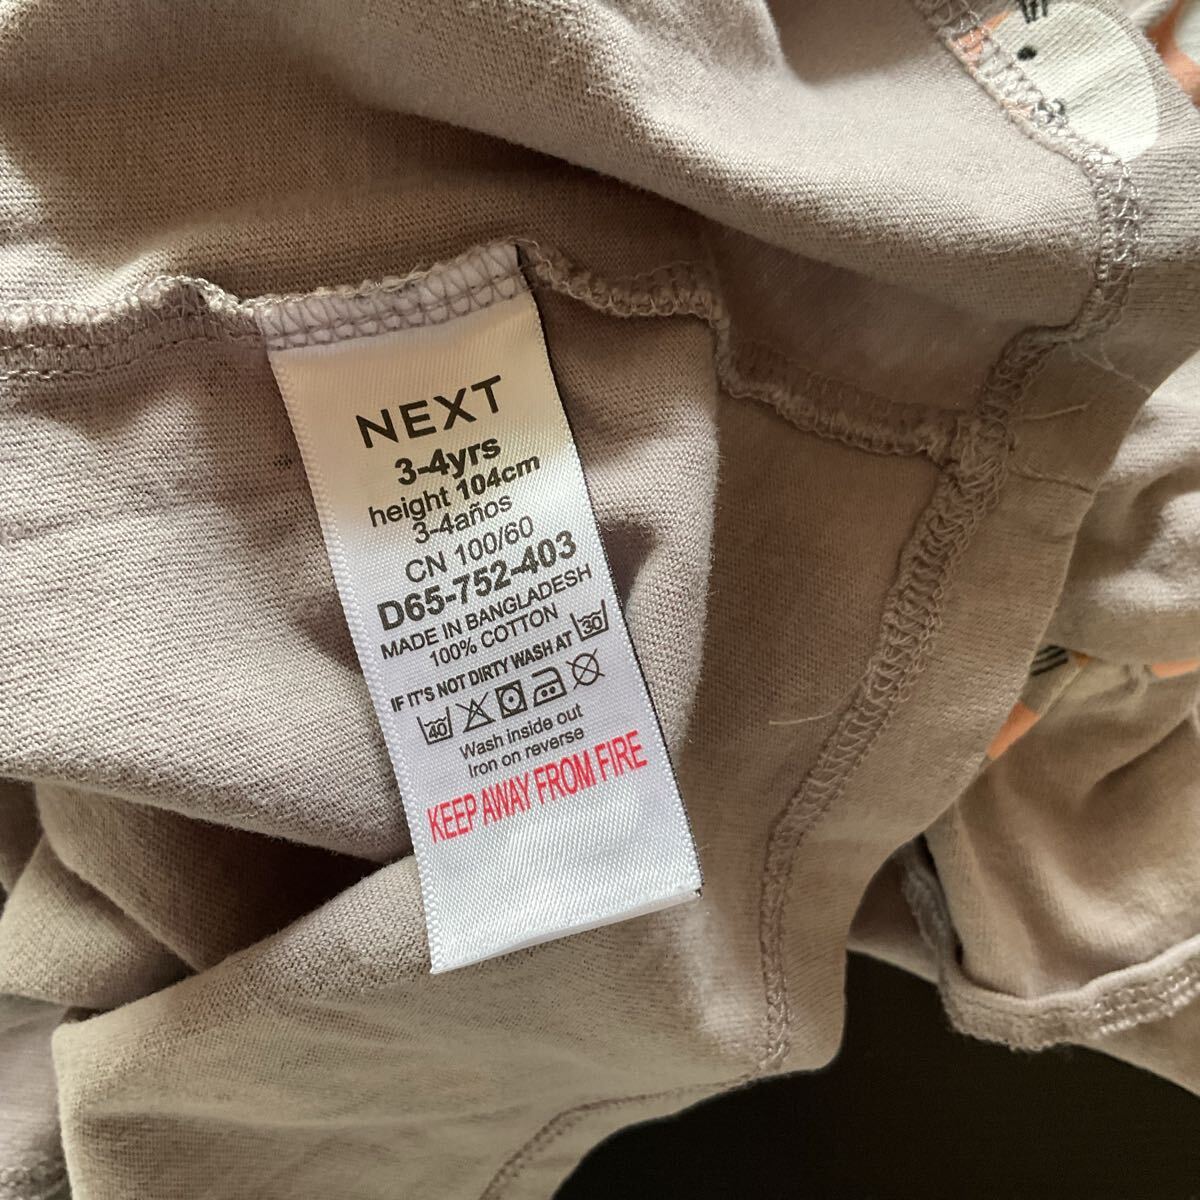 NEXT
3-4yrs
height 104cm
3-4años
CN 100/60
D65-752-403
MADE IN BANGLADESH
100% COTTON
IF IT'S NOT DIRTY WASH AT 30
40
Wash inside out
Iron on reverse
KEEP AWAY FROM FIRE